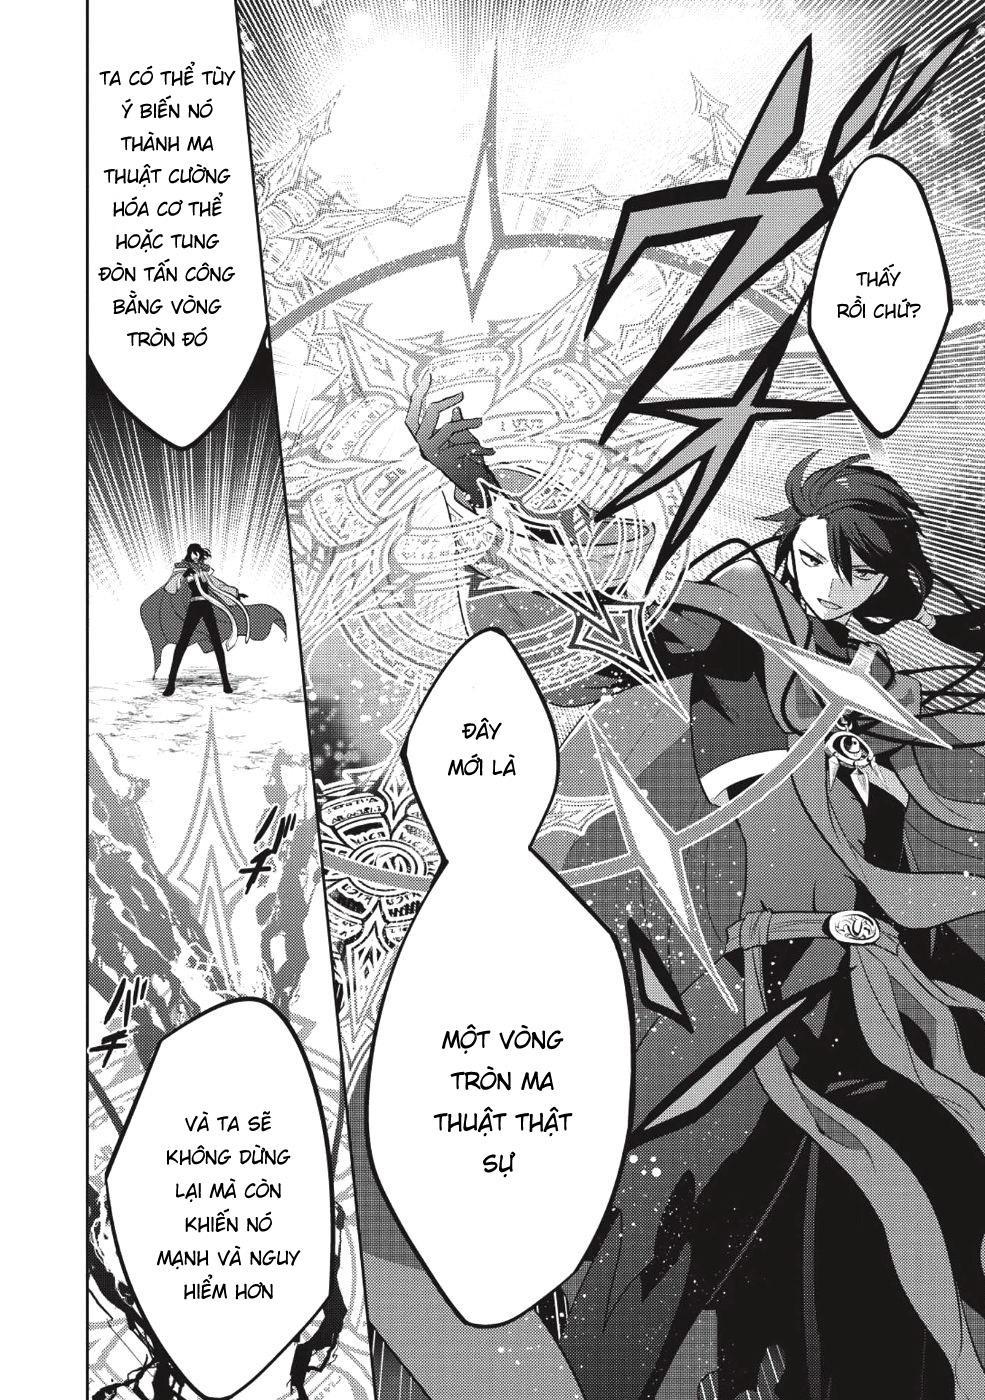 THẤY
RỒI CHỨ?
ĐÂY
MỚI LÀ
MỘT VÒNG
TRÒN MA
THUẬT THẬT
SỰ
TA CÓ THỂ TÙY
Ý BIẾN NÓ
THÀNH MA
THUẬT CƯỜNG
HÓA CƠ THỂ
HOẶC TUNG
ĐÒN TẤN CÔNG
BẰNG VÒNG
TRÒN ĐÓ
VÀ TA SẼ
KHÔNG DỪNG
LẠI MÀ CÒN
KHIẾN NÓ
MẠNH VÀ NGUY
HIỂM HƠN